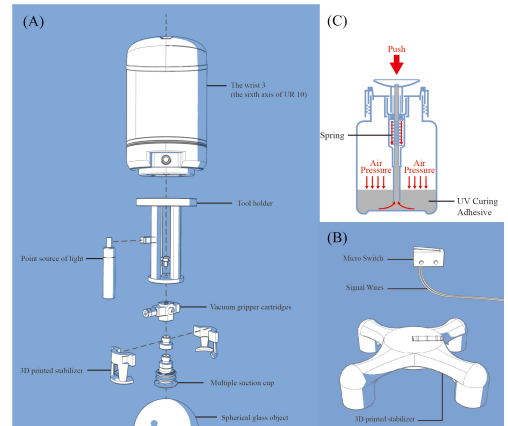 (A)
The wrist 3
(the sixth axis of UR 10)
Tool holder
Point source of light
Vacuum gripper cartridges
3D printed stabilizer
Multiple suction cup
Spherical glass object
(C)
Push
Spring
Air
Pressure
Air
Pressure
UV Curing
Adhesive
(B)
Micro Switch
Signal Wires
3D printed stabilizer